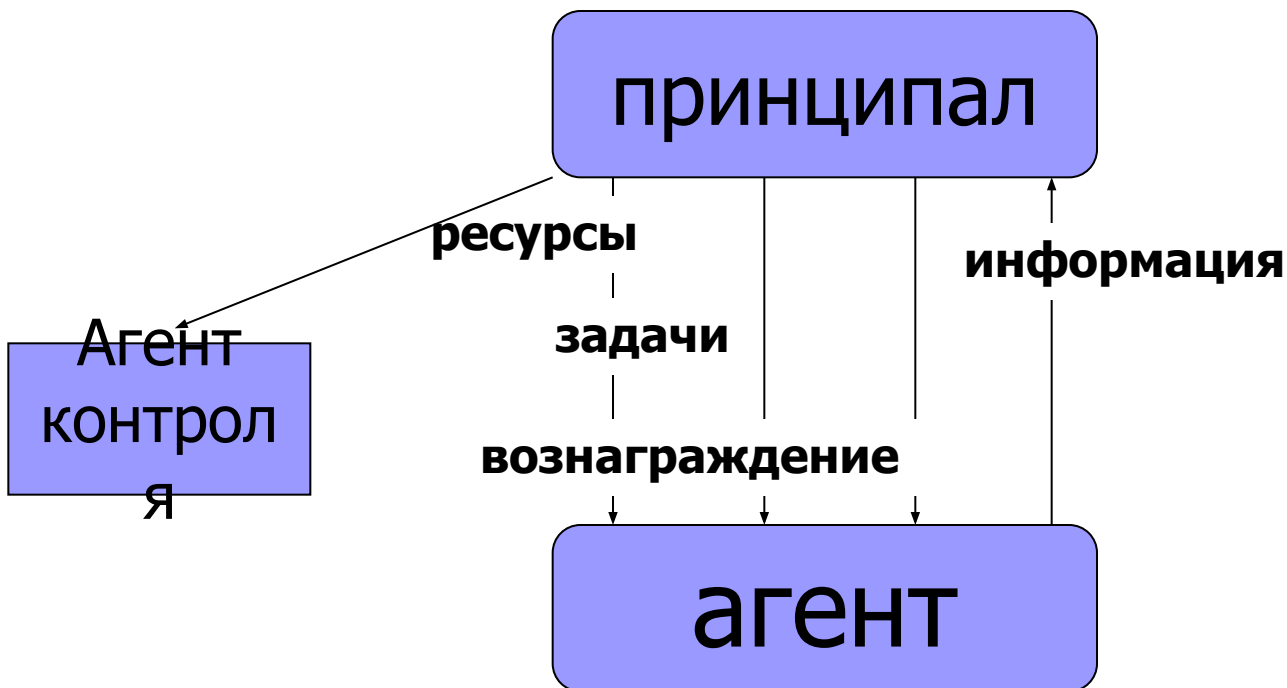 принципал
ресурсы
информация
задачи
Агент
контрол
я
вознаграждение
агент